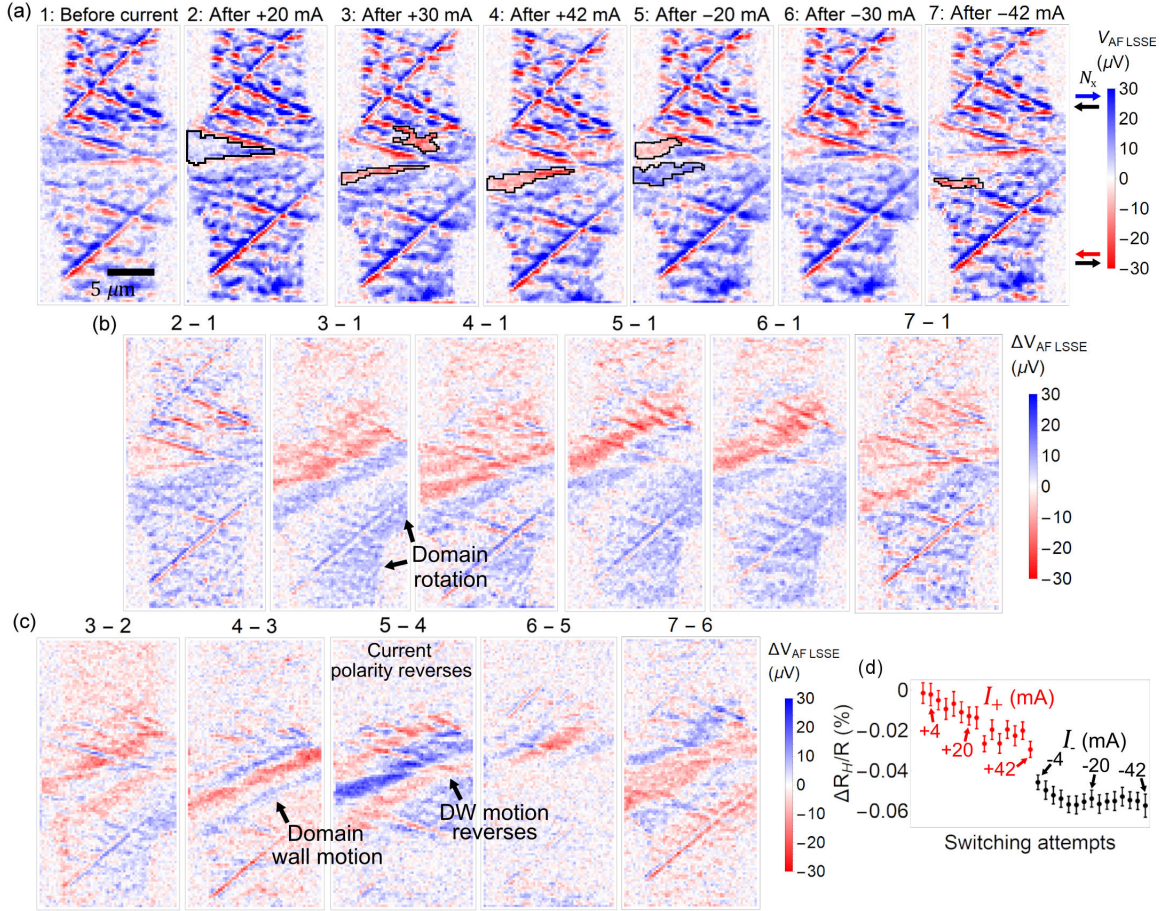 (a)
1: Before current 2: After +20 mA 3: After +30 mA 4: After +42 mA 5: After −20 mA 6: After −30 mA 7: After −42 mA
V_AF LSSE
(μV)
N_x
30
20
10
0
−10
−20
−30
5 μm
(b)
2 – 1 3 – 1 4 – 1 5 – 1 6 – 1 7 – 1
ΔV_AF LSSE
(μV)
30
20
10
0
−10
−20
−30
Domain
rotation
(c)
3 – 2 4 – 3 5 – 4 6 – 5 7 – 6
Current
polarity reverses
ΔV_AF LSSE
(μV)
30
20
10
0
−10
−20
−30
Domain
wall motion
DW motion
reverses
(d)
ΔR_H/R (%)
0
−0.02
−0.04
−0.06
I_+ (mA)
+4
+20
+42
I_- (mA)
-4
-20
-42
Switching attempts